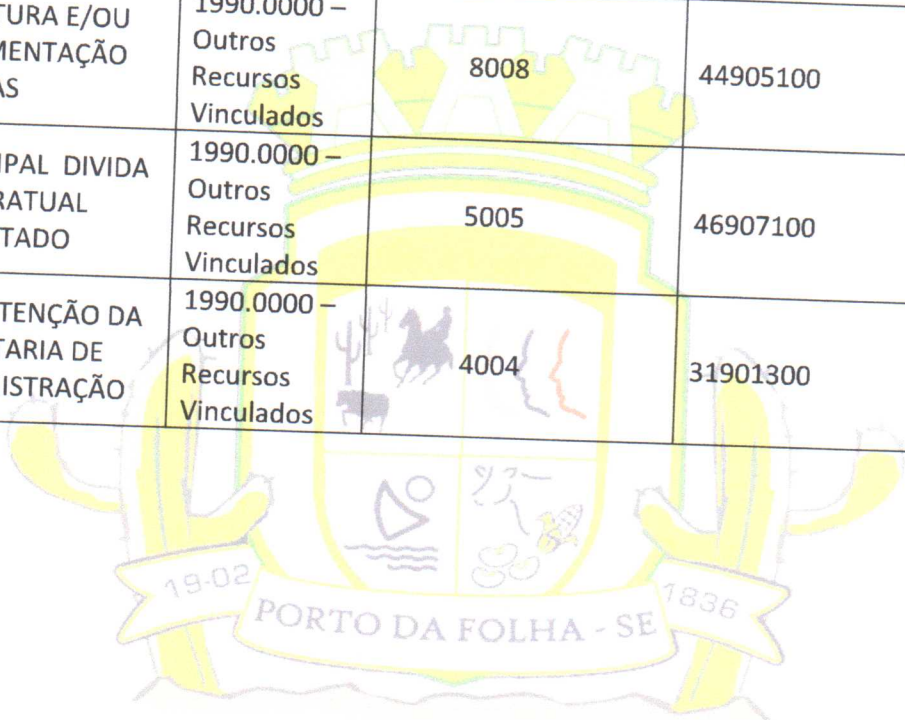 TURA E/OU
MENTAÇÃO
AS
1990.0000 –
Outros
Recursos
Vinculados
8008
44905100
IPAL DIVIDA
RATUAL
TADO
1990.0000 –
Outros
Recursos
Vinculados
5005
46907100
TENÇÃO DA
TARIA DE
ISTRAÇÃO
1990.0000 –
Outros
Recursos
Vinculados
4004
31901300
19-02
PORTO DA FOLHA - SE
1836